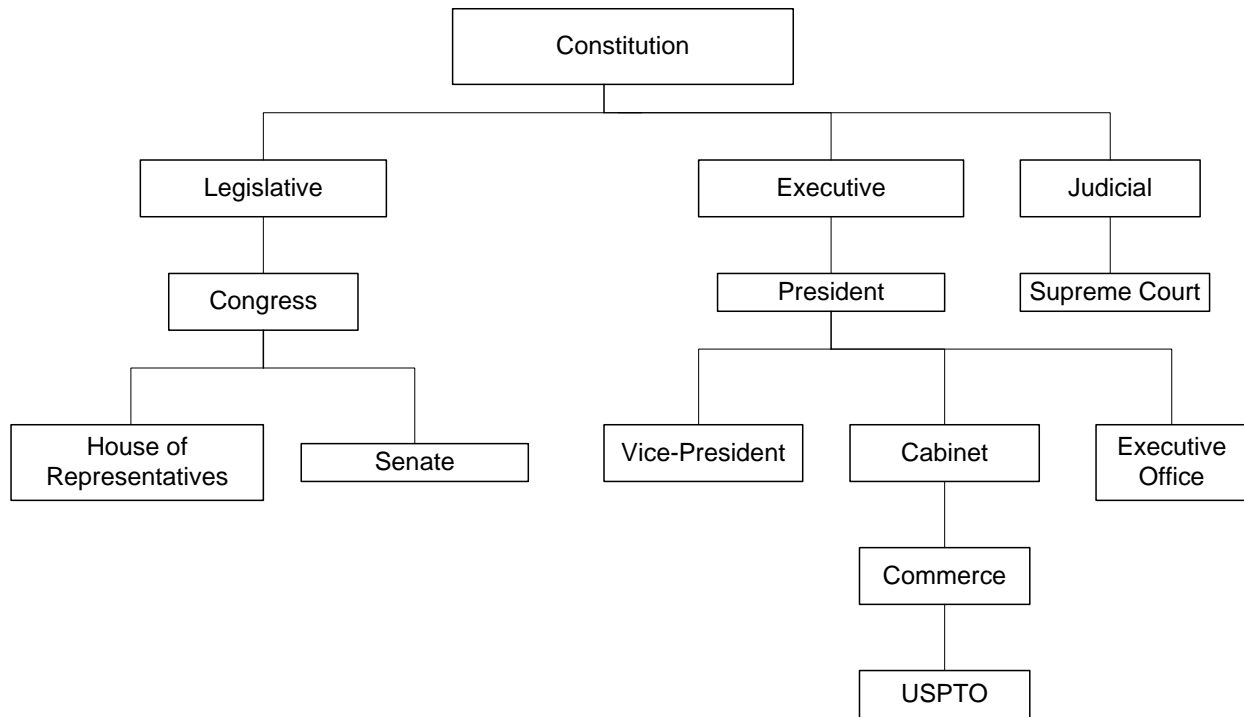 Constitution
Legislative
Executive
Judicial
Congress
President
Supreme Court
House of
Representatives
Senate
Vice-President
Cabinet
Executive
Office
Commerce
USPTO